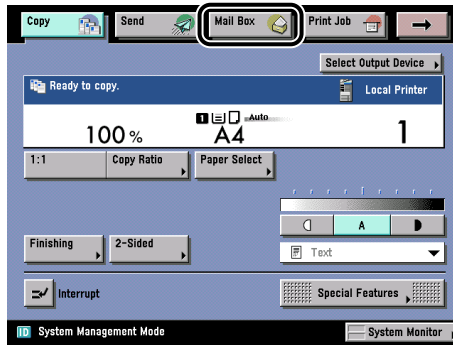 Copy
Send
Mail Box
Print Job
Select Output Device
Ready to copy.
Local Printer
100 %
1 Auto
A4
1
1:1
Copy Ratio
Paper Select
A
Finishing
2-Sided
Text
Interrupt
Special Features
ID System Management Mode
System Monitor